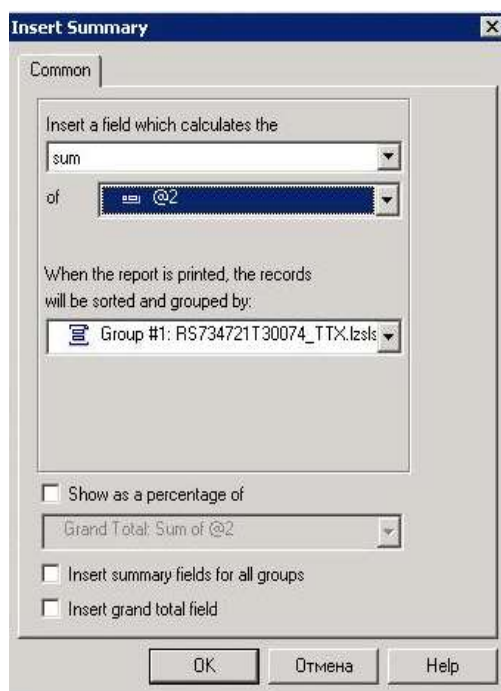 Insert Summary
Common
Insert a field which calculates the
sum
of @2
When the report is printed, the records
will be sorted and grouped by:
Group #1: RS734721T30074_TTX.lzsls
Show as a percentage of
Grand Total: Sum of @2
Insert summary fields for all groups
Insert grand total field
OK Отмена Help